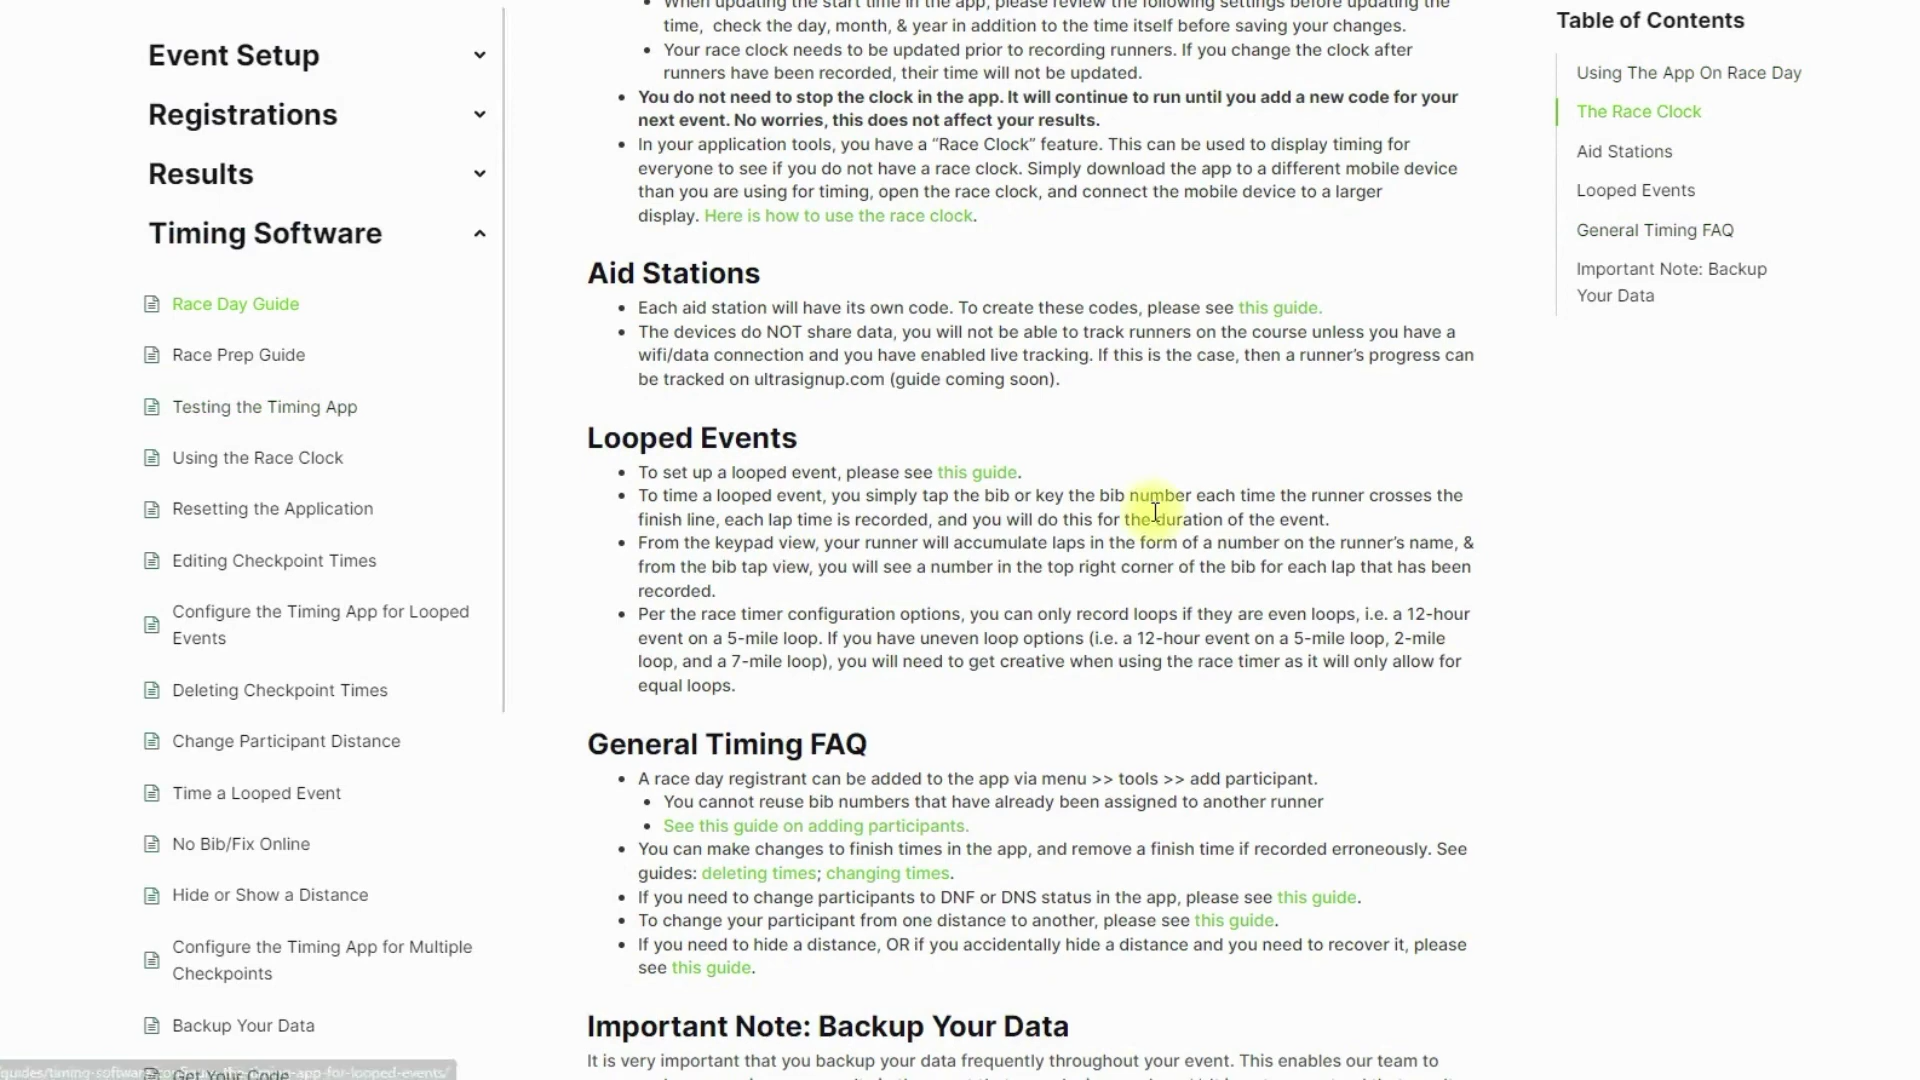 Event Setup
Registrations
Results
Timing Software
Race Day Guide
Race Prep Guide
Testing the Timing App
Using the Race Clock
Resetting the Application
Editing Checkpoint Times
Configure the Timing App for Looped
Events
Deleting Checkpoint Times
Change Participant Distance
Time a Looped Event
No Bib/Fix Online
Hide or Show a Distance
Configure the Timing App for Multiple
Checkpoints
Backup Your Data
Get Your Code
When updating the start time in the app, please review the following settings before updating the
time,  check the day, month, & year in addition to the time itself before saving your changes.
Your race clock needs to be updated prior to recording runners. If you change the clock after
runners have been recorded, their time will not be updated.
You do not need to stop the clock in the app. It will continue to run until you add a new code for your
next event. No worries, this does not affect your results.
In your application tools, you have a “Race Clock” feature. This can be used to display timing for
everyone to see if you do not have a race clock. Simply download the app to a different mobile device
than you are using for timing, open the race clock, and connect the mobile device to a larger
display. Here is how to use the race clock.
Aid Stations
Each aid station will have its own code. To create these codes, please see this guide.
The devices do NOT share data, you will not be able to track runners on the course unless you have a
wifi/data connection and you have enabled live tracking. If this is the case, then a runner’s progress can
be tracked on ultrasignup.com (guide coming soon).
Looped Events
To set up a looped event, please see this guide.
To time a looped event, you simply tap the bib or key the bib number each time the runner crosses the
finish line, each lap time is recorded, and you will do this for the duration of the event.
From the keypad view, your runner will accumulate laps in the form of a number on the runner’s name, &
from the bib tap view, you will see a number in the top right corner of the bib for each lap that has been
recorded.
Per the race timer configuration options, you can only record loops if they are even loops, i.e. a 12-hour
event on a 5-mile loop. If you have uneven loop options (i.e. a 12-hour event on a 5-mile loop, 2-mile
loop, and a 7-mile loop), you will need to get creative when using the race timer as it will only allow for
equal loops.
General Timing FAQ
A race day registrant can be added to the app via menu >> tools >> add participant.
You cannot reuse bib numbers that have already been assigned to another runner
See this guide on adding participants.
You can make changes to finish times in the app, and remove a finish time if recorded erroneously. See
guides: deleting times; changing times.
If you need to change participants to DNF or DNS status in the app, please see this guide.
To change your participant from one distance to another, please see this guide.
If you need to hide a distance, OR if you accidentally hide a distance and you need to recover it, please
see this guide.
Important Note: Backup Your Data
It is very important that you backup your data frequently throughout your event. This enables our team to
Table of Contents
Using The App On Race Day
The Race Clock
Aid Stations
Looped Events
General Timing FAQ
Important Note: Backup
Your Data